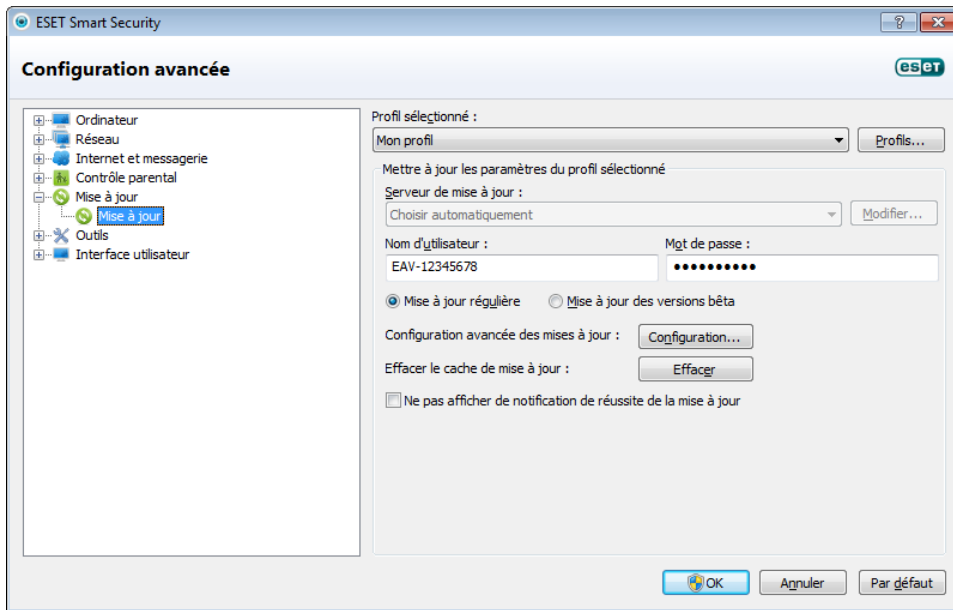 ESET Smart Security
Configuration avancée
eset
Ordinateur
Réseau
Internet et messagerie
Contrôle parental
Mise à jour
Mise à jour
Outils
Interface utilisateur
Profil sélectionné :
Mon profil
Profils...
Mettre à jour les paramètres du profil sélectionné
Serveur de mise à jour :
Choisir automatiquement
Modifier...
Nom d'utilisateur :
Mot de passe :
EAV-12345678
••••••••••
Mise à jour régulière
Mise à jour des versions bêta
Configuration avancée des mises à jour :
Configuration...
Effacer le cache de mise à jour :
Effacer
Ne pas afficher de notification de réussite de la mise à jour
OK
Annuler
Par défaut